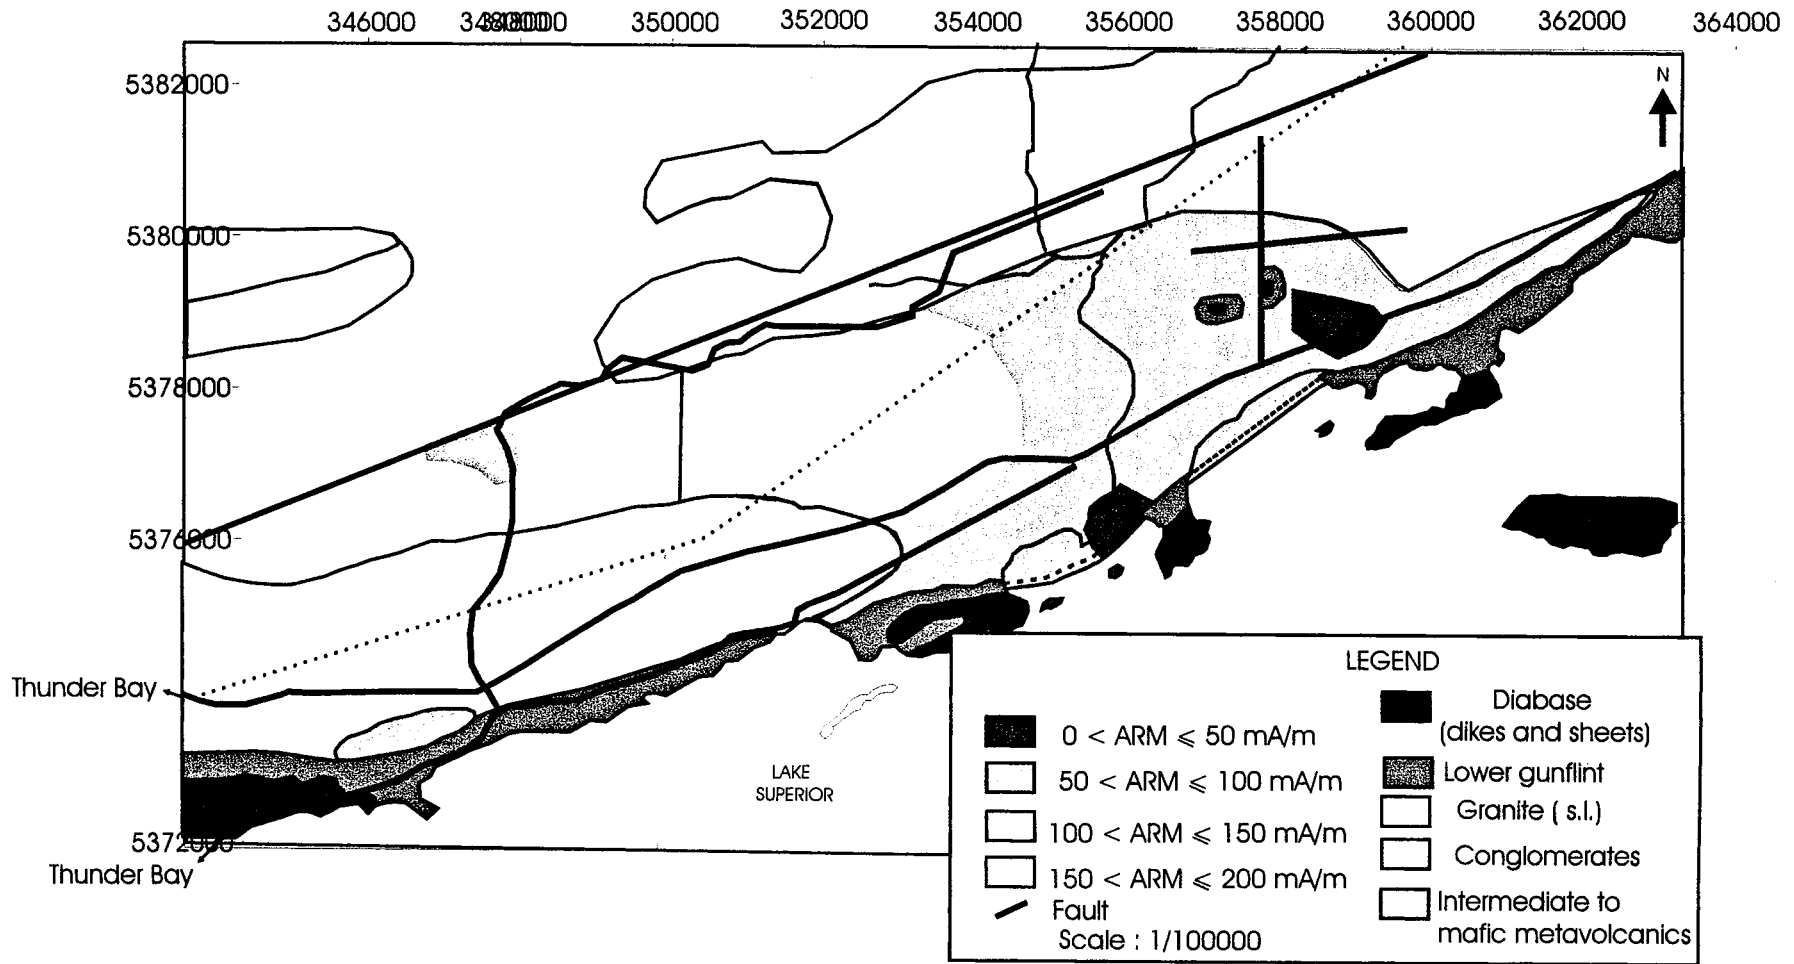 346000 348000 350000 352000 354000 356000 358000 360000 362000 364000
5382000
N
5380000
5378000
5376000
Thunder Bay
LAKE
SUPERIOR
5372000
Thunder Bay
LEGEND
0 < ARM ⩽ 50 mA/m
50 < ARM ⩽ 100 mA/m
100 < ARM ⩽ 150 mA/m
150 < ARM ⩽ 200 mA/m
Fault
Scale : 1/100000
Diabase
(dikes and sheets)
Lower gunflint
Granite ( s.l.)
Conglomerates
Intermediate to
mafic metavolcanics